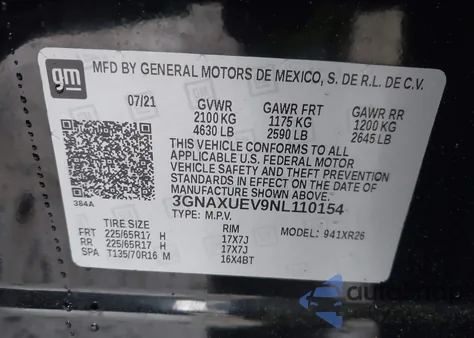 gm
MFD BY GENERAL MOTORS DE MEXICO, S. DE R.L. DE C.V.
07/21 GVWR GAWR FRT GAWR RR
2100 KG 1175 KG 1200 KG
4630 LB 2590 LB 2645 LB
THIS VEHICLE CONFORMS TO ALL
APPLICABLE U.S. FEDERAL MOTOR
VEHICLE SAFETY AND THEFT PREVENTION
STANDARDS IN EFFECT ON THE DATE OF
MANUFACTURE SHOWN ABOVE.
384A
3GNAXUEV9NL110154
TYPE: M.P.V.
MODEL: 941XR26
TIRE SIZE RIM
FRT 225/65R17 H 17X7J
RR 225/65R17 H 17X7J
SPA T135/70R16 M 16X4BT